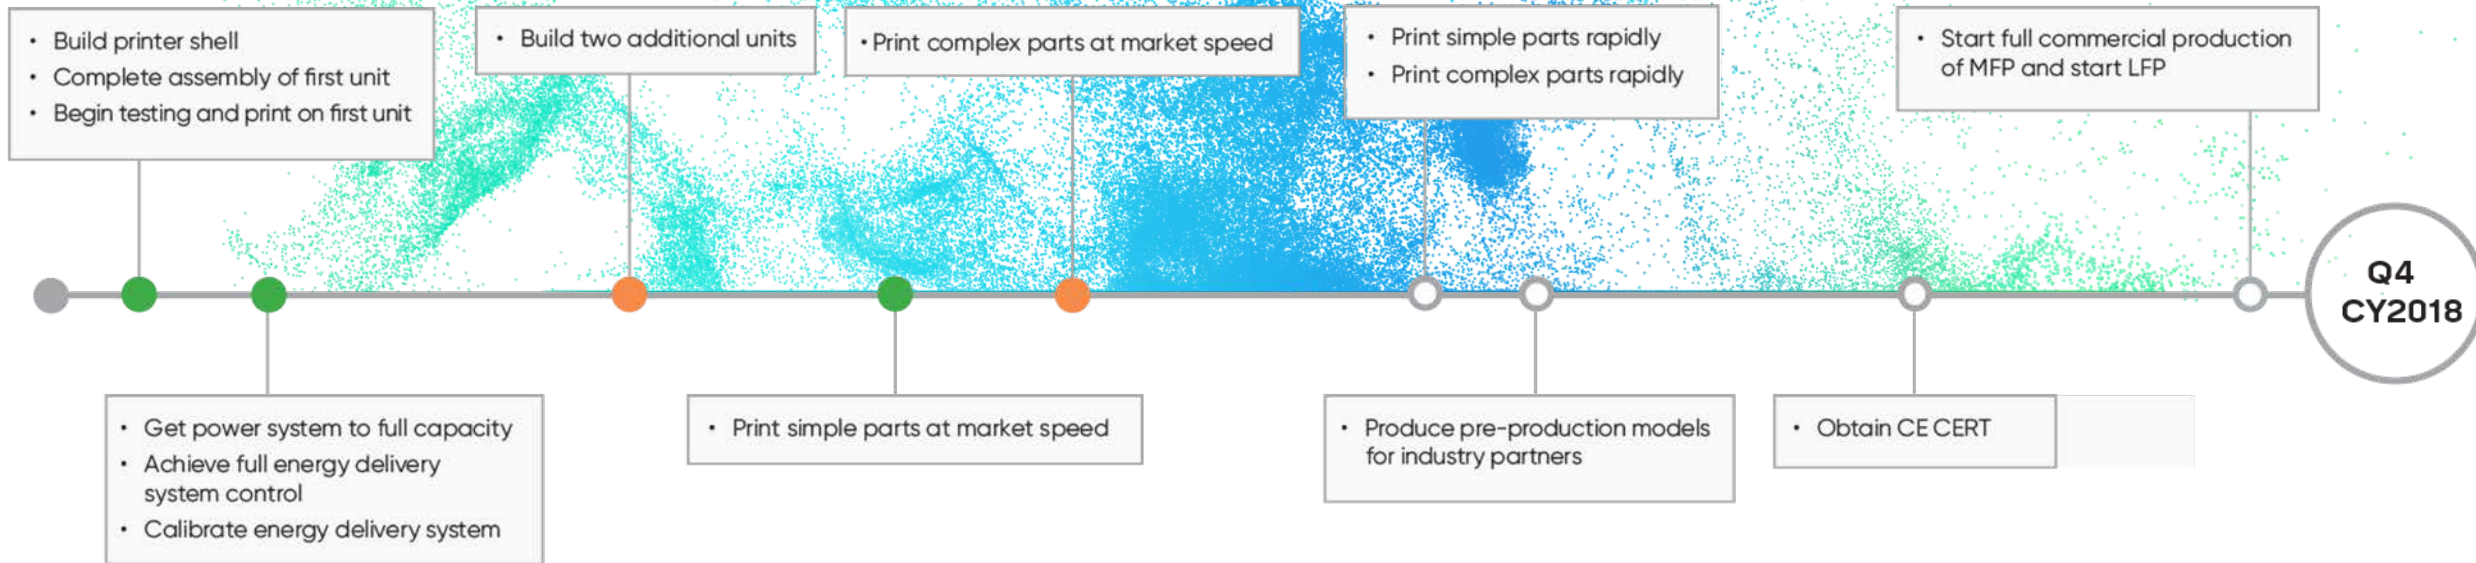 • Build printer shell
• Complete assembly of first unit
• Begin testing and print on first unit
• Build two additional units
• Print complex parts at market speed
• Print simple parts rapidly
• Print complex parts rapidly
• Start full commercial production
of MFP and start LFP
Q4
CY2018
• Get power system to full capacity
• Achieve full energy delivery
system control
• Calibrate energy delivery system
• Print simple parts at market speed
• Produce pre-production models
for industry partners
• Obtain CE CERT